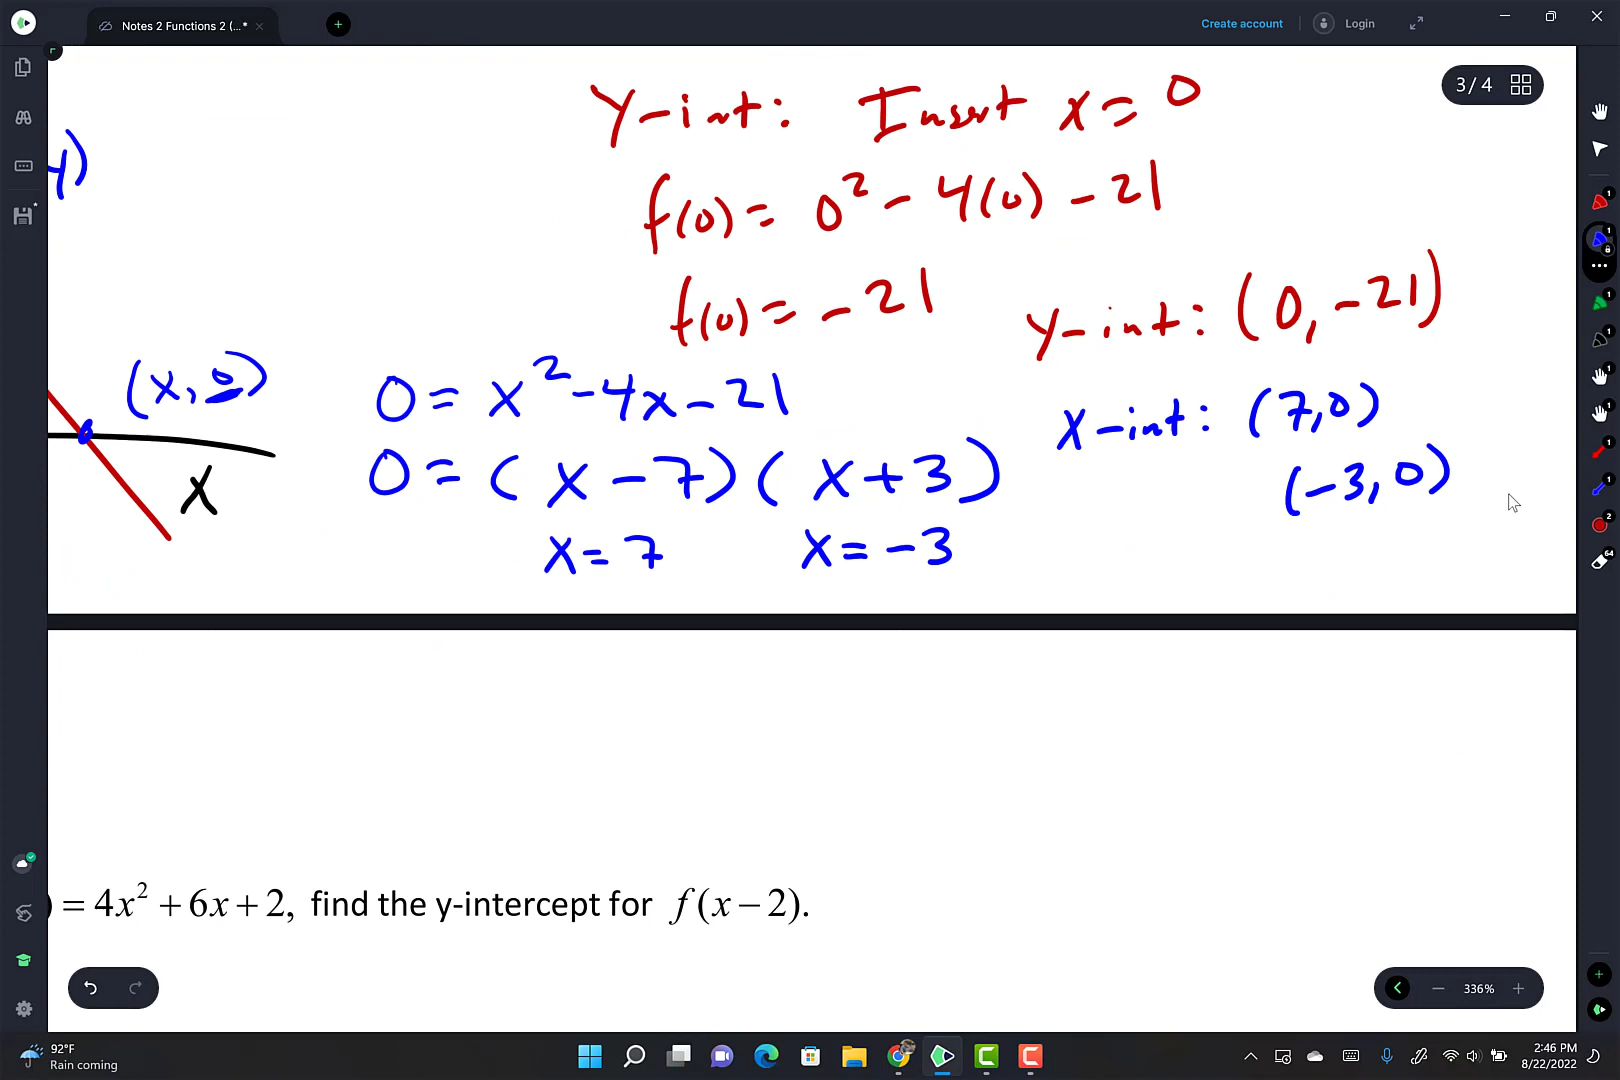 Notes 2 Functions 2 (...*
Create account
Login
3 / 4
Y-int: Insert x = 0
4)
f(0) = 0² - 4(0) - 21
f(0) = -21
y-int: (0, -21)
(x, 0)
0 = x² - 4x - 21
x-int: (7, 0)
0 = (x - 7)(x + 3)
(-3, 0)
x
x = 7
x = -3
) = 4x² + 6x + 2, find the y-intercept for f(x − 2).
336%
92°F
Rain coming
2:46 PM
8/22/2022